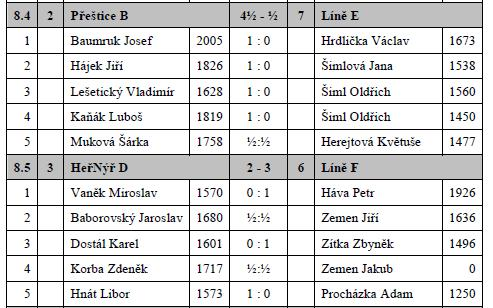 8.4 2 Přeštice B 4½ - ½ 7 Líně E
1 Baumruk Josef 2005 1 : 0 Hrdlička Václav 1673
2 Hájek Jiří 1826 1 : 0 Šimlová Jana 1538
3 Lešetický Vladimír 1628 1 : 0 Šiml Oldřich 1560
4 Kaňák Luboš 1819 1 : 0 Šiml Oldřich 1450
5 Muková Šárka 1758 ½:½ Herejtová Květuše 1477
8.5 3 HeřNýř D 2 - 3 6 Líně F
1 Vaněk Miroslav 1570 0 : 1 Háva Petr 1926
2 Baborovský Jaroslav 1680 ½:½ Zemen Jiří 1636
3 Dostál Karel 1601 0 : 1 Zítka Zbyněk 1496
4 Korba Zdeněk 1717 ½:½ Zemen Jakub 0
5 Hnát Libor 1573 1 : 0 Procházka Adam 1250